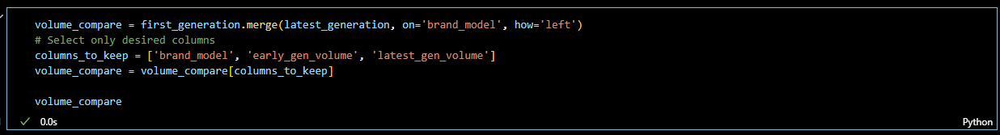 volume_compare = first_generation.merge(latest_generation, on='brand_model', how='left')
# Select only desired columns
columns_to_keep = ['brand_model', 'early_gen_volume', 'latest_gen_volume']
volume_compare = volume_compare[columns_to_keep]
volume_compare
0.0s
Python